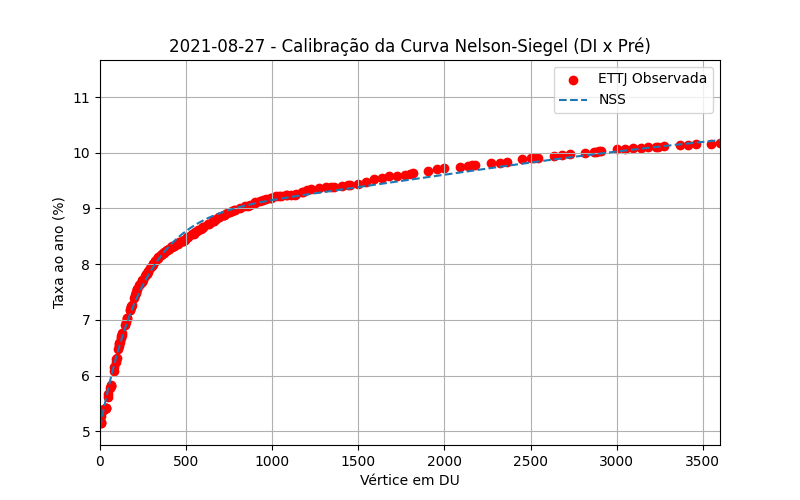 2021-08-27 - Calibração da Curva Nelson-Siegel (DI x Pré)
ETTJ Observada
NSS
Taxa ao ano (%)
11
10
9
8
7
6
5
0 500 1000 1500 2000 2500 3000 3500
Vértice em DU